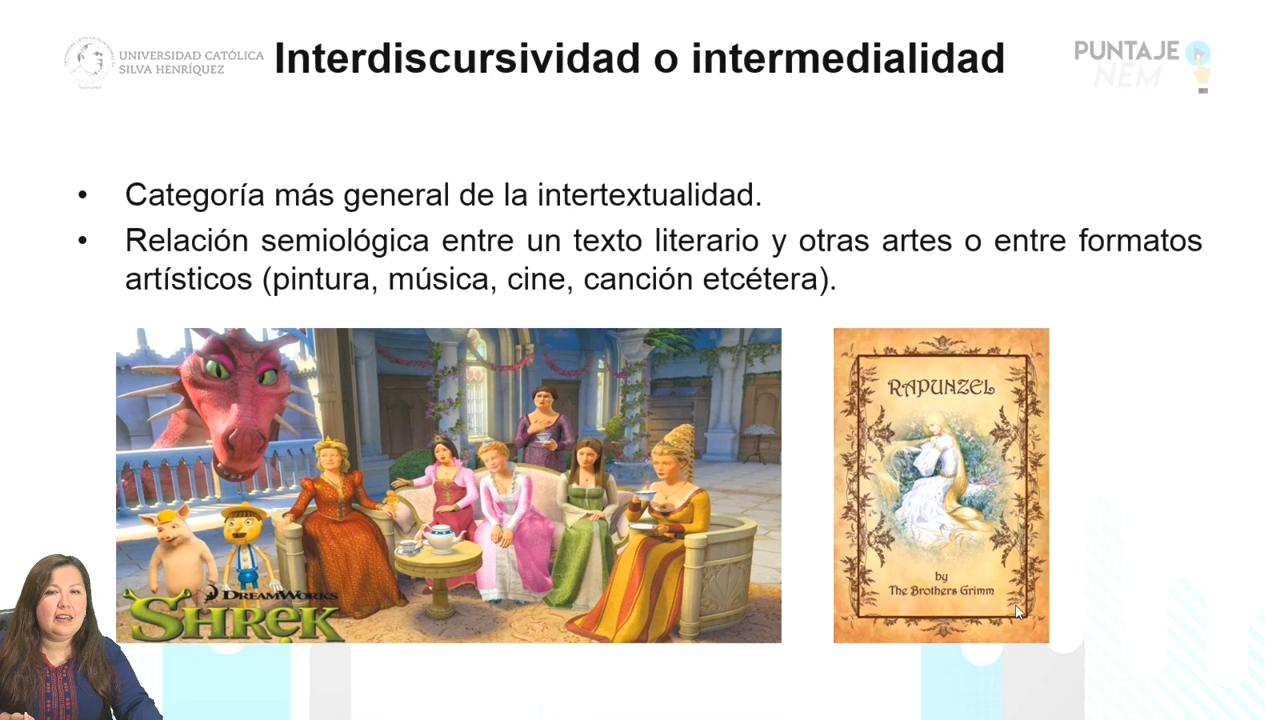 UNIVERSIDAD CATÓLICA
SILVA HENRÍQUEZ
Interdiscursividad o intermedialidad
PUNTAJE
NEM
• Categoría más general de la intertextualidad.
• Relación semiológica entre un texto literario y otras artes o entre formatos
artísticos (pintura, música, cine, canción etcétera).
DREAMWORKS
SHREK
RAPUNZEL
by
The Brothers Grimm